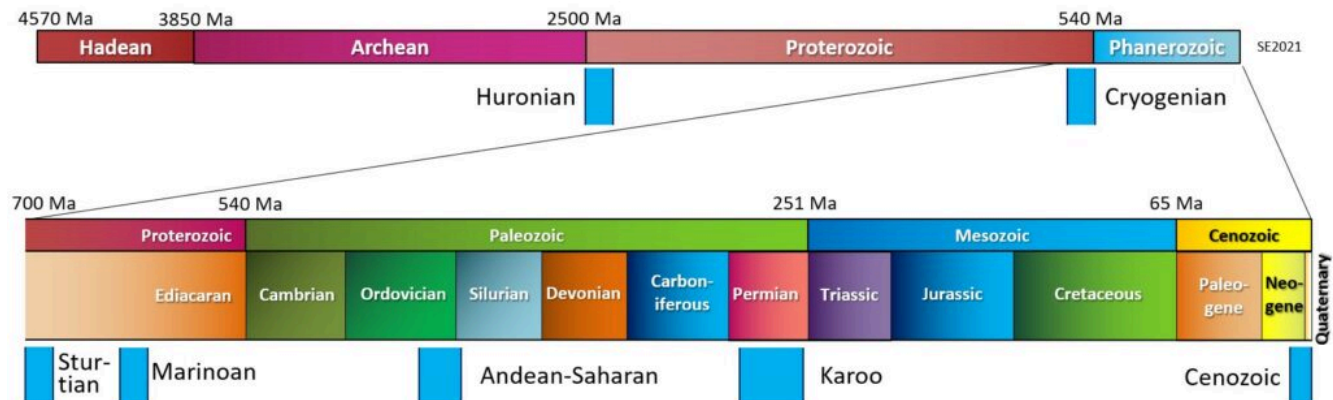 4570 Ma 3850 Ma 2500 Ma 540 Ma
Hadean Archean Proterozoic Phanerozoic SE2021
Huronian Cryogenian
700 Ma 540 Ma 251 Ma 65 Ma
Proterozoic Paleozoic Mesozoic Cenozoic
Ediacaran Cambrian Ordovician Silurian Devonian Carbon-
iferous Permian Triassic Jurassic Cretaceous Paleo-
gene Neo-
gene Quaternary
Stur-
tian Marinoan Andean-Saharan Karoo Cenozoic